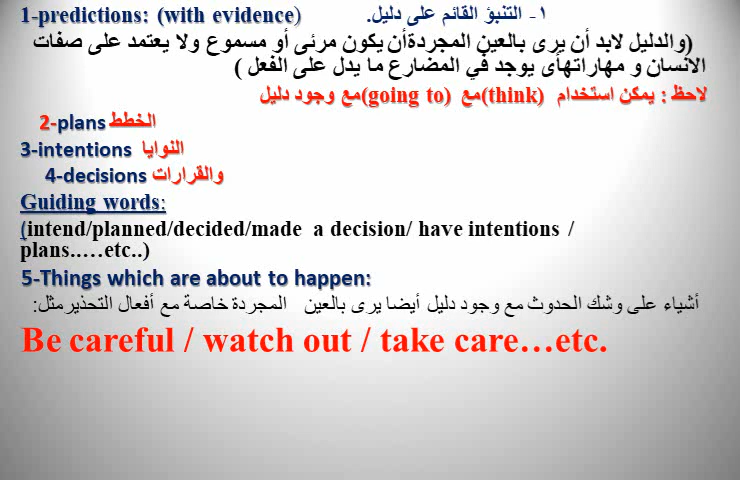 1-predictions: (with evidence) ١ - التنبؤ القائم على دليل.
(والدليل لابد أن يرى بالعين المجردةأن يكون مرئى أو مسموع ولا يعتمد على صفات
الانسان و مهاراتهأى يوجد في المضارع ما يدل على الفعل )
لاحظ : يمكن استخدام (think)مع (going to)مع وجود دليل
2-plans الخطط
3-intentions النوايا
4-decisions والقرارات
Guiding words:
(intend/planned/decided/made a decision/ have intentions /
plans..…etc..)
5-Things which are about to happen:
أشياء على وشك الحدوث مع وجود دليل أيضا يرى بالعين المجردة خاصة مع أفعال التحذيرمثل:
Be careful / watch out / take care…etc.